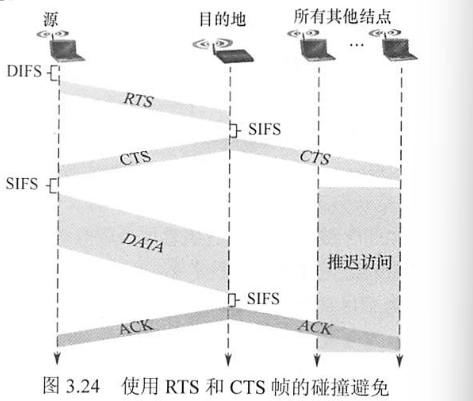 源
目的地
所有其他结点
...
DIFS
RTS
SIFS
CTS
CTS
SIFS
DATA
推迟访问
SIFS
ACK
ACK
图 3.24 使用 RTS 和 CTS 帧的碰撞避免